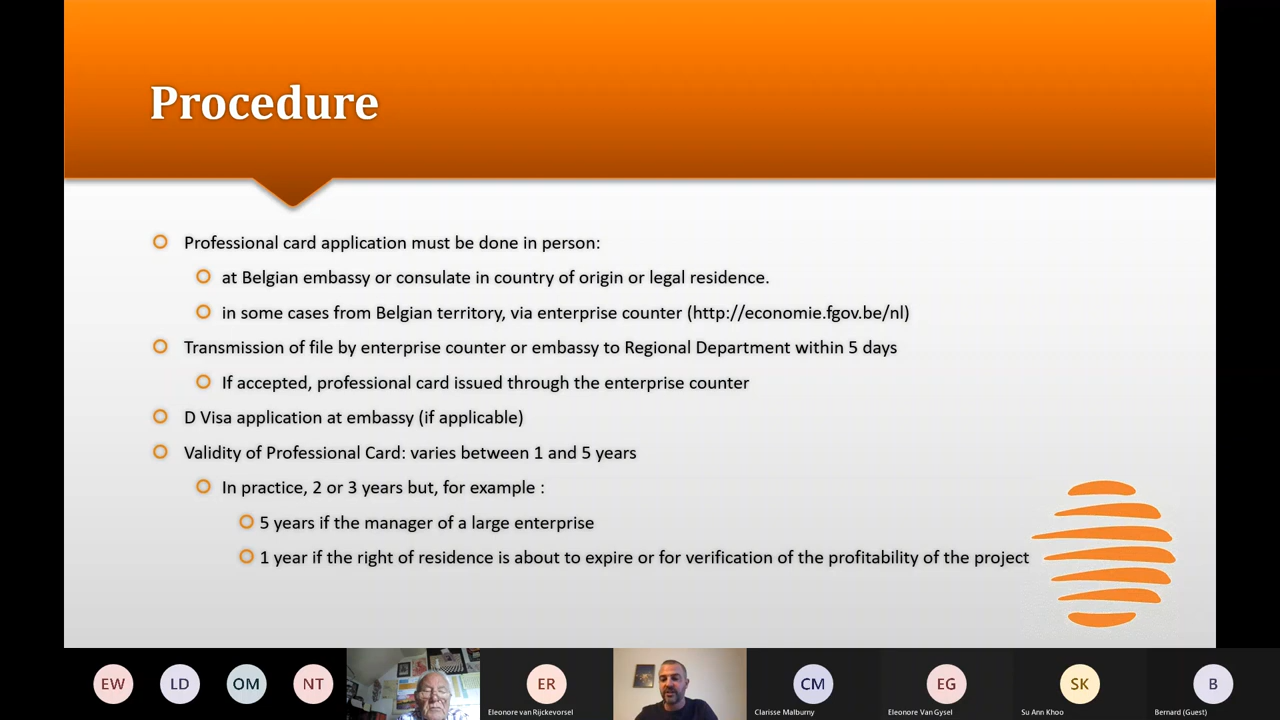 Procedure
Professional card application must be done in person:
at Belgian embassy or consulate in country of origin or legal residence.
in some cases from Belgian territory, via enterprise counter (http://economie.fgov.be/nl)
Transmission of file by enterprise counter or embassy to Regional Department within 5 days
If accepted, professional card issued through the enterprise counter
D Visa application at embassy (if applicable)
Validity of Professional Card: varies between 1 and 5 years
In practice, 2 or 3 years but, for example :
5 years if the manager of a large enterprise
1 year if the right of residence is about to expire or for verification of the profitability of the project
EW LD OM NT ER CM EG SK B
Eleonore van Rijckevorsel Clarisse Malburny Eleonore Van Gysel Su Ann Khoo Bernard (Guest)